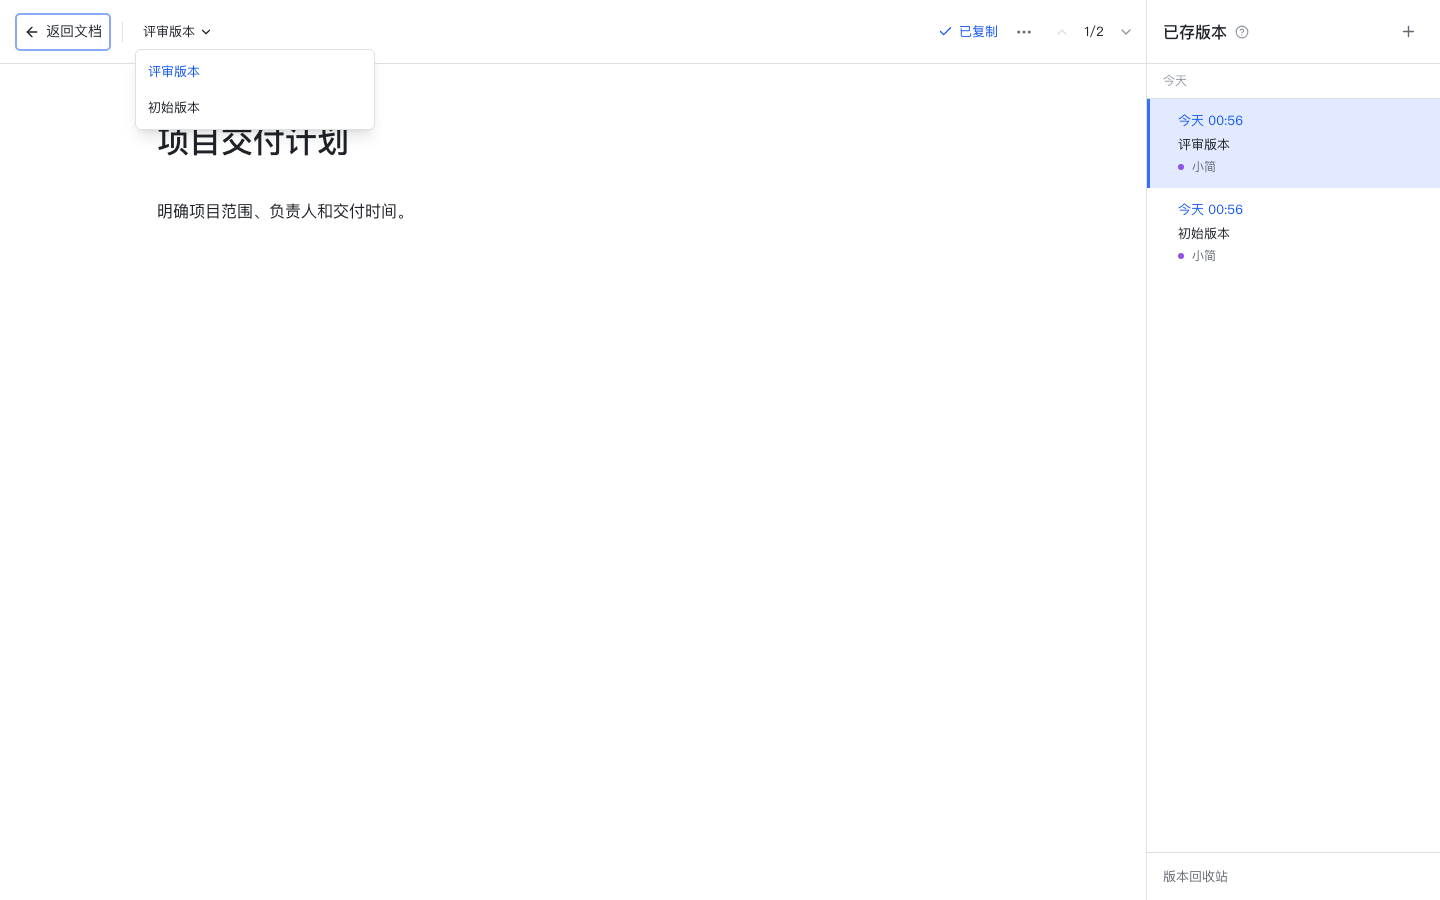 返回文档
评审版本
已复制
1/2
已存版本
评审版本
初始版本
项目交付计划
明确项目范围、负责人和交付时间。
今天
今天 00:56
评审版本
小简
今天 00:56
初始版本
小简
版本回收站